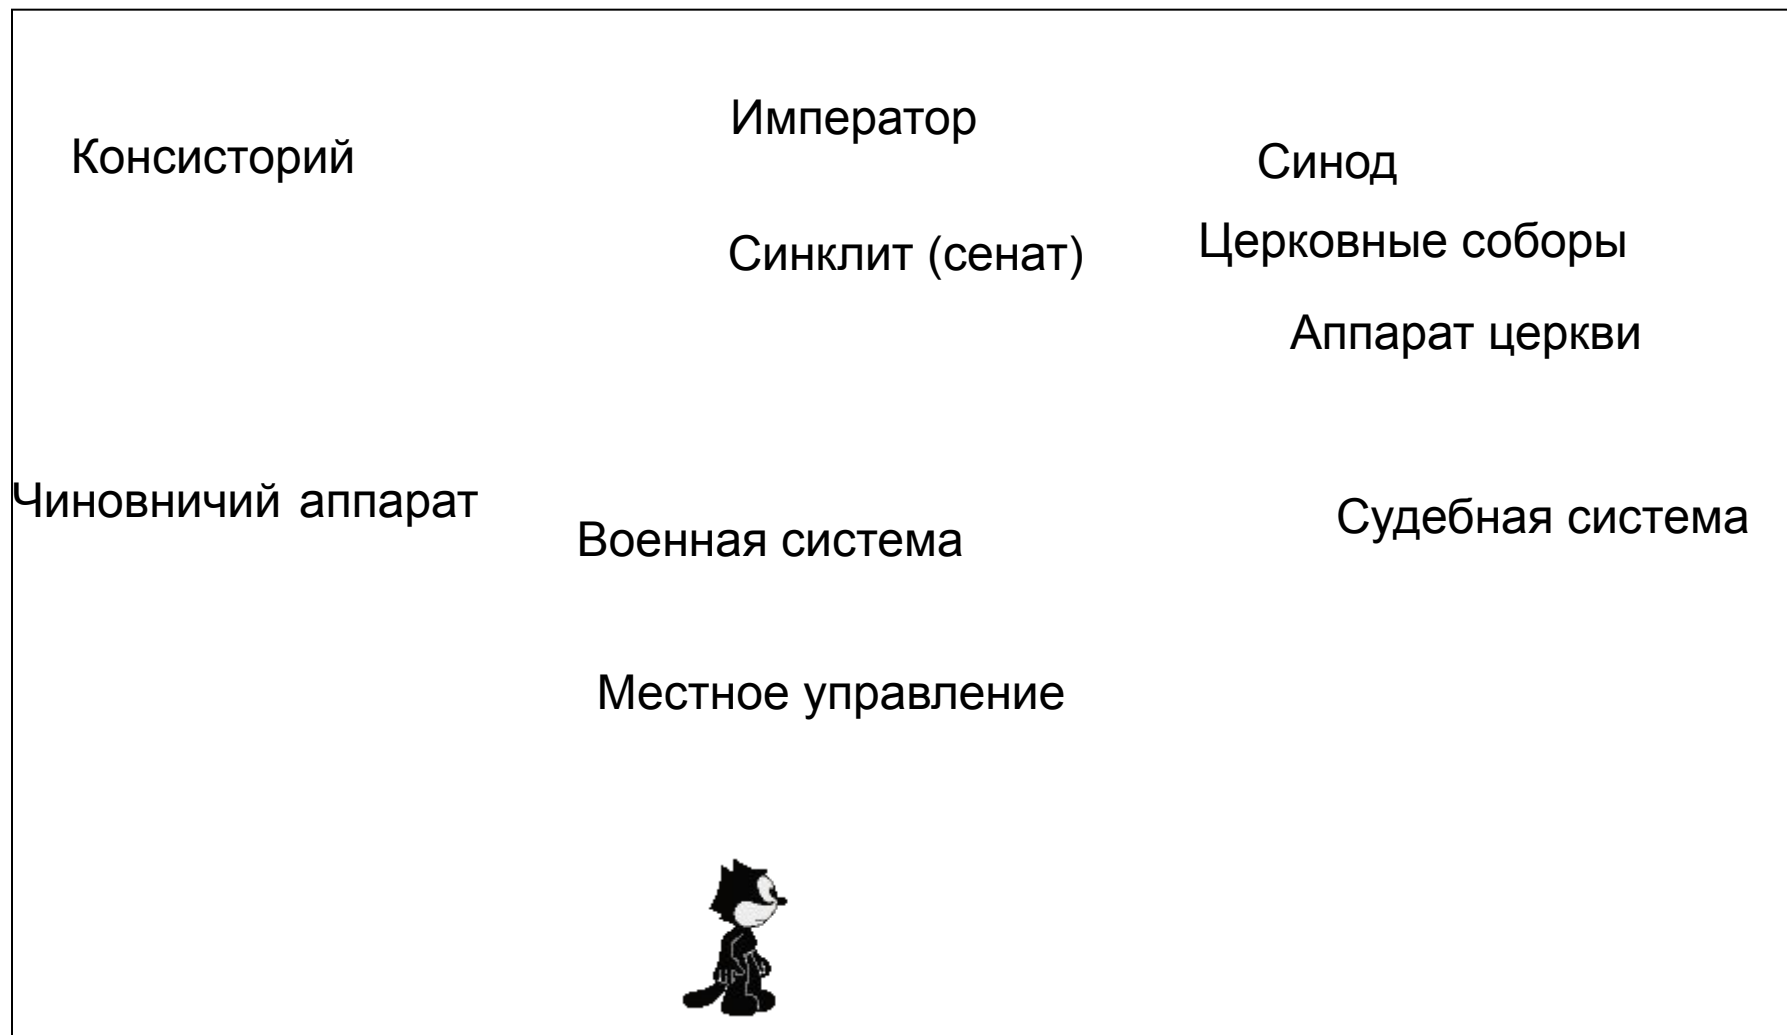 Император
Консисторий
Синод
Синклит (сенат)
Церковные соборы
Аппарат церкви
Чиновничий аппарат
Военная система
Судебная система
Местное управление